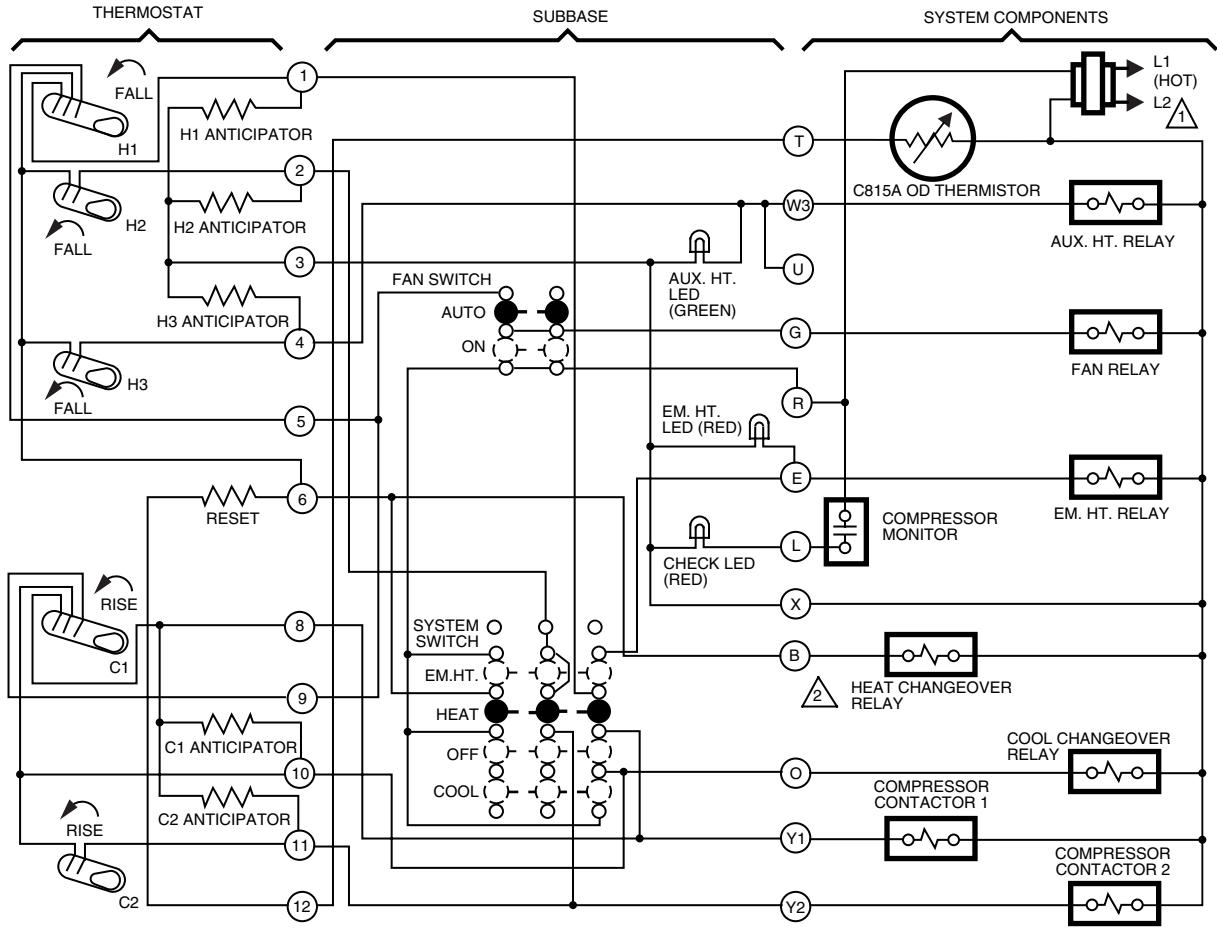 THERMOSTAT
SUBBASE
SYSTEM COMPONENTS
FALL
H1
1
H1 ANTICIPATOR
L1
(HOT)
L2
1
T
C815A OD THERMISTOR
2
H2
FALL
H2 ANTICIPATOR
W3
AUX. HT. RELAY
3
AUX. HT.
LED
(GREEN)
U
FAN SWITCH
AUTO
ON
H3 ANTICIPATOR
4
G
FAN RELAY
H3
FALL
5
R
EM. HT.
LED (RED)
E
EM. HT. RELAY
RESET
6
CHECK LED
(RED)
L
COMPRESSOR
MONITOR
RISE
C1
8
X
SYSTEM
SWITCH
EM.HT.
HEAT
OFF
COOL
B
2
HEAT CHANGEOVER
RELAY
9
C1 ANTICIPATOR
10
O
COOL CHANGEOVER
RELAY
C2 ANTICIPATOR
RISE
C2
11
Y1
COMPRESSOR
CONTACTOR 1
12
Y2
COMPRESSOR
CONTACTOR 2